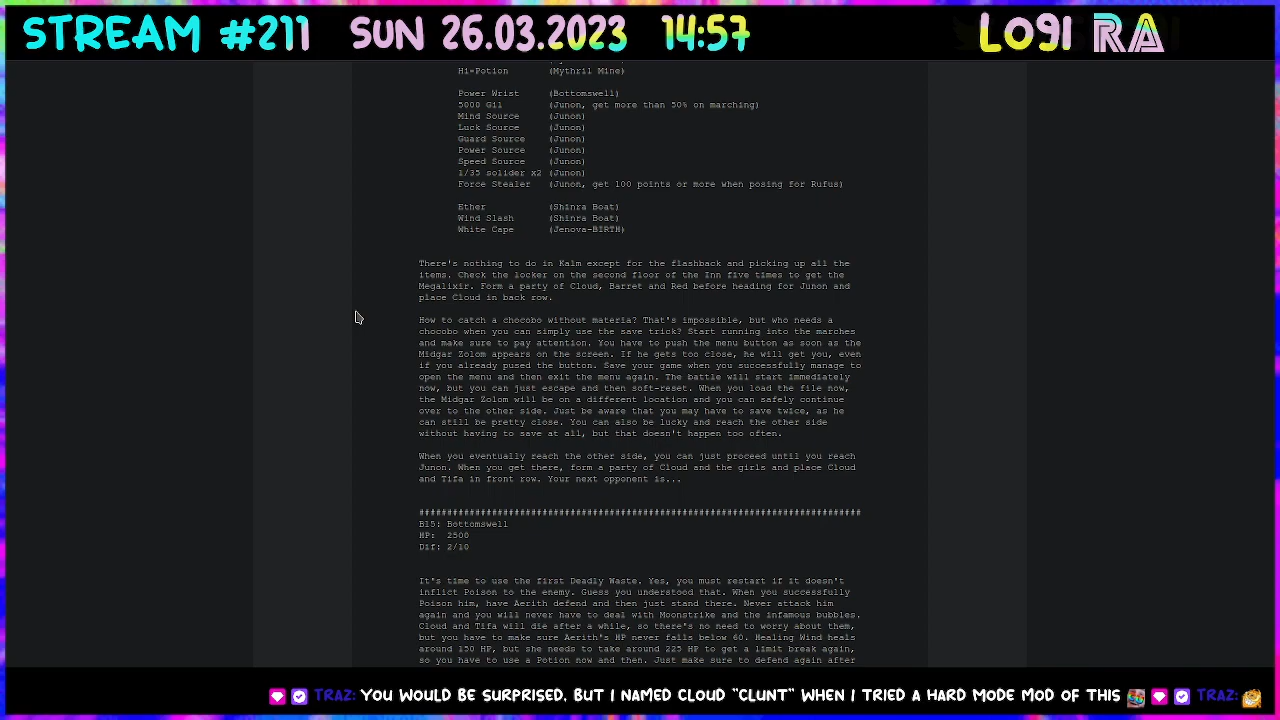 STREAM #211 SUN 26.03.2023 14:57 LO9I RA
Hi-Potion (Mythril Mine)
Power Wrist (Bottomswell)
5000 Gil (Junon, get more than 50% on marching)
Mind Source (Junon)
Luck Source (Junon)
Guard Source (Junon)
Power Source (Junon)
Speed Source (Junon)
1/35 solider x2 (Junon)
Force Stealer (Junon, get 100 points or more when posing for Rufus)
Ether (Shinra Boat)
Wind Slash (Shinra Boat)
White Cape (Jenova-BIRTH)
There's nothing to do in Kalm except for the flashback and picking up all the
items. Check the locker on the second floor of the Inn five times to get the
Megalixir. Form a party of Cloud, Barret and Red before heading for Junon and
place Cloud in back row.
How to catch a chocobo without materia? That's impossible, but who needs a
chocobo when you can simply use the save trick? Start running into the marches
and make sure to pay attention. You have to push the menu button as soon as the
Midgar Zolom appears on the screen. If he gets too close, he will get you, even
if you already pused the button. Save your game when you successfully manage to
open the menu and then exit the menu again. The battle will start immediately
now, but you can just escape and then soft-reset. When you load the file now,
the Midgar Zolom will be on a different location and you can safely continue
over to the other side. Just be aware that you may have to save twice, as he
can still be pretty close. You can also be lucky and reach the other side
without having to save at all, but that doesn't happen too often.
When you eventually reach the other side, you can just proceed until you reach
Junon. When you get there, form a party of Cloud and the girls and place Cloud
and Tifa in front row. Your next opponent is...
###############################################################################
B15: Bottomswell
HP: 2500
Dif: 2/10
It's time to use the first Deadly Waste. Yes, you must restart if it doesn't
inflict Poison to the enemy. Guess you understood that. When you successfully
Poison him, have Aerith defend and then just stand there. Never attack him
again and you will never have to deal with Moonstrike and the infamous bubbles.
Cloud and Tifa will die after a while, so there's no need to worry about them,
but you have to make sure Aerith's HP never falls below 60. Healing Wind heals
around 150 HP, but she needs to take around 225 HP to get a limit break again,
so you have to use a Potion now and then. Just make sure to defend again after
TRAZ: YOU WOULD BE SURPRISED. BUT I NAMED CLOUD "CLUNT" WHEN I TRIED A HARD MODE MOD OF THIS TRAZ: